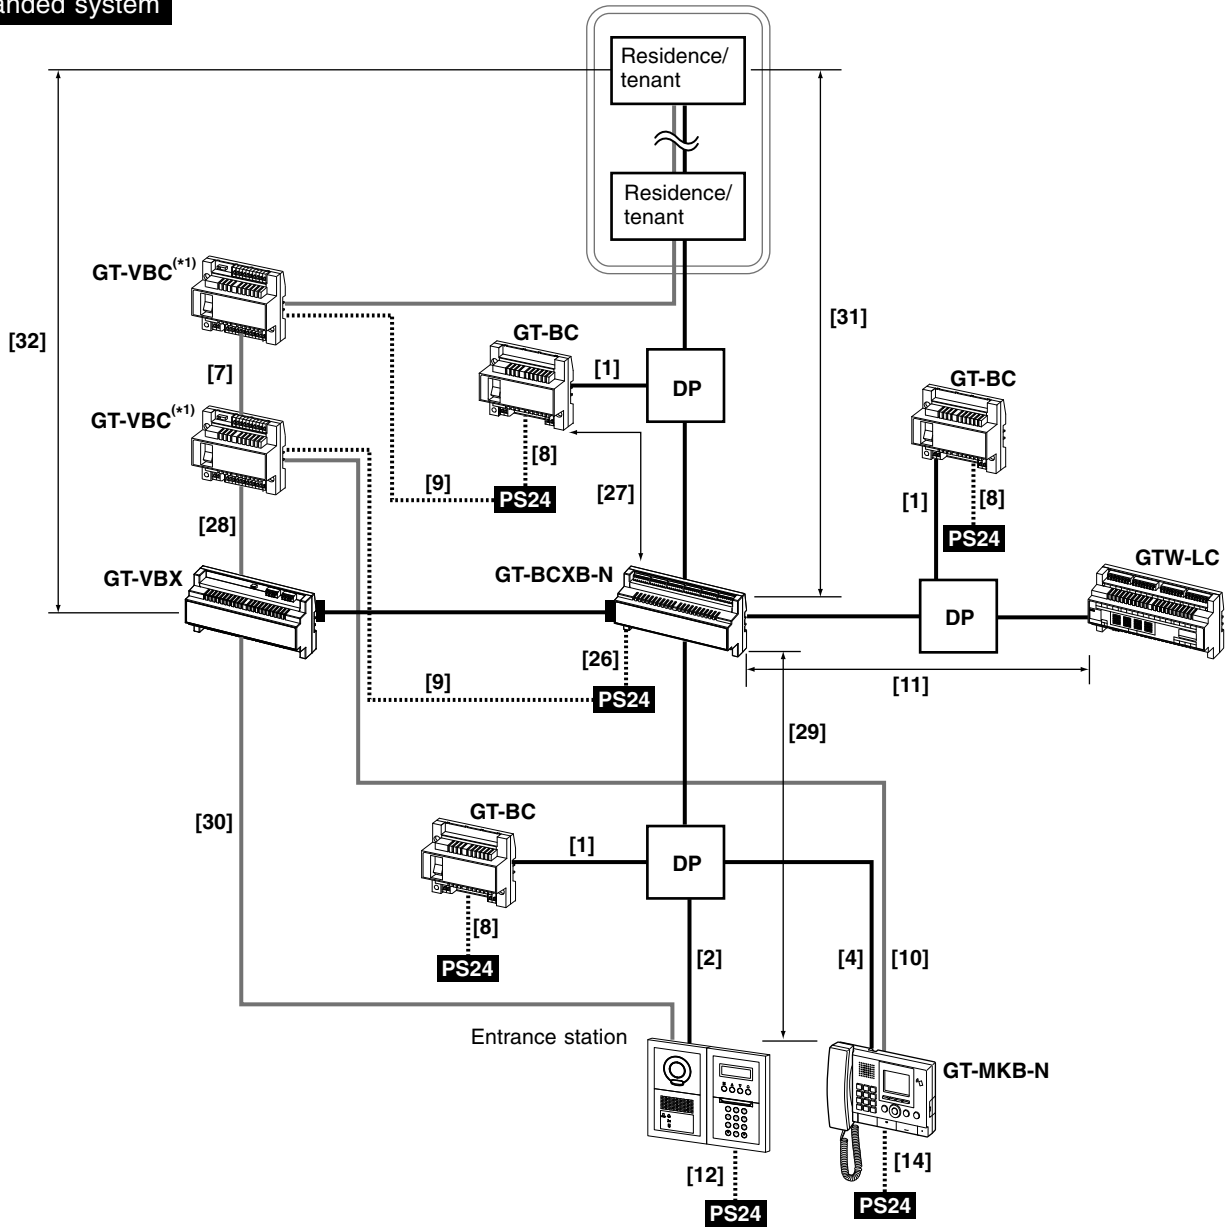 system
Residence/
tenant
Residence/
tenant
GT-VBC(*1)
[32]
[31]
GT-BC
[7]
[1]
DP
GT-BC
GT-VBC(*1)
[8]
[9]
[27]
PS24
[1]
[8]
[28]
PS24
GT-VBX
GT-BCXB-N
GTW-LC
DP
[26]
[9]
[11]
PS24
[29]
[30]
GT-BC
[1]
DP
[8]
[2]
[4]
[10]
PS24
Entrance station
GT-MKB-N
[12]
[14]
PS24
PS24